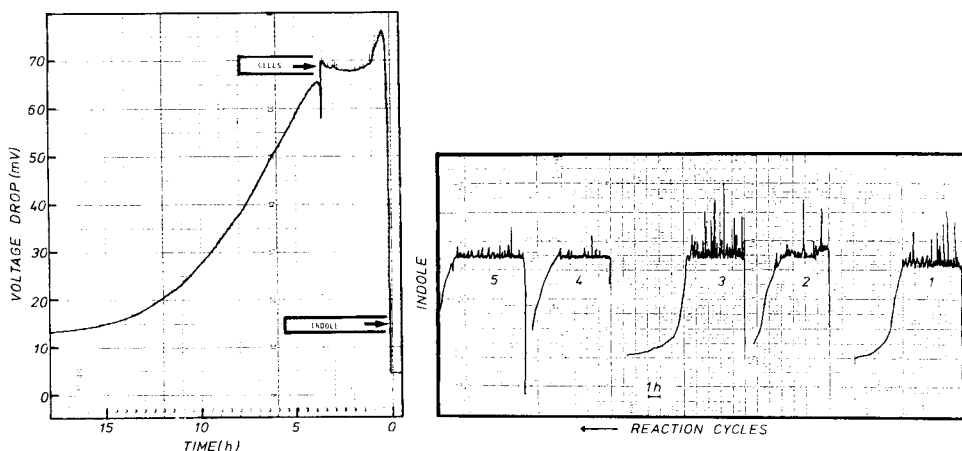 VOLTAGE DROP (mV)
70
60
50
40
30
20
10
0
CELLS
INDOLE
15
10
5
0
TIME(h)
INDOLE
5
4
3
2
1
1h
← REACTION CYCLES